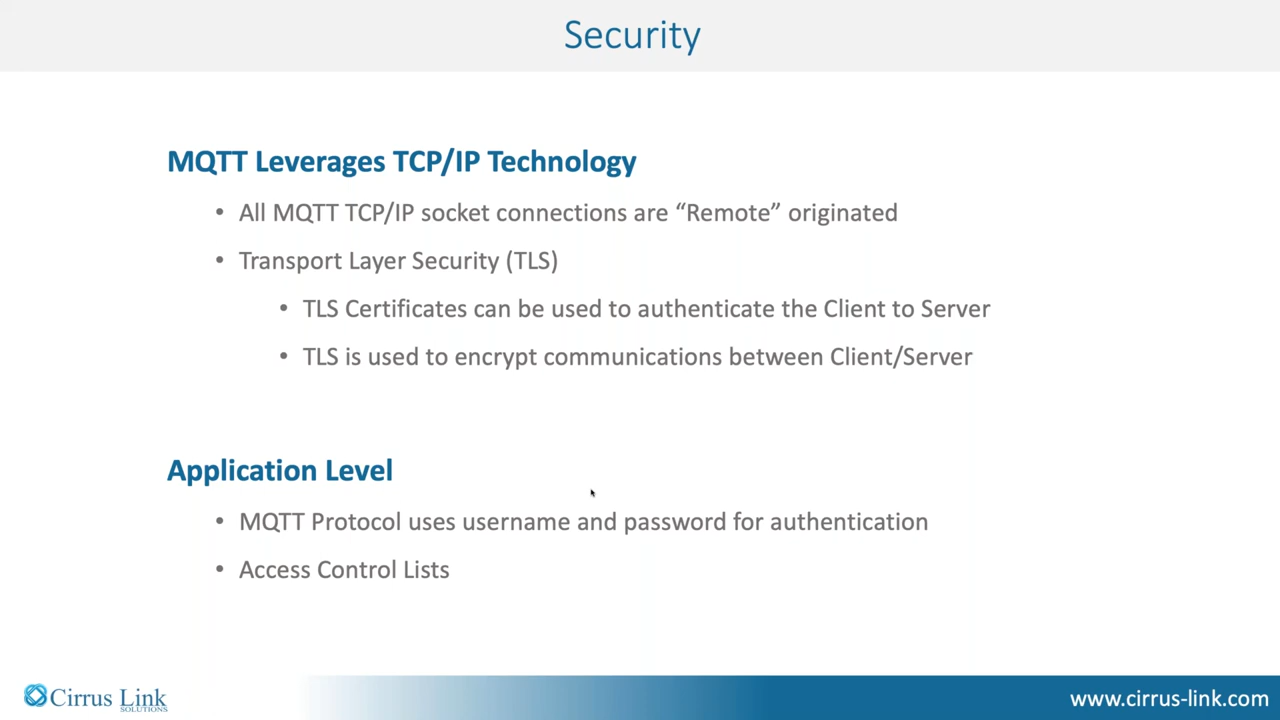 Security
MQTT Leverages TCP/IP Technology
• All MQTT TCP/IP socket connections are “Remote” originated
• Transport Layer Security (TLS)
• TLS Certificates can be used to authenticate the Client to Server
• TLS is used to encrypt communications between Client/Server
Application Level
• MQTT Protocol uses username and password for authentication
• Access Control Lists
Cirrus Link
SOLUTIONS
www.cirrus-link.com